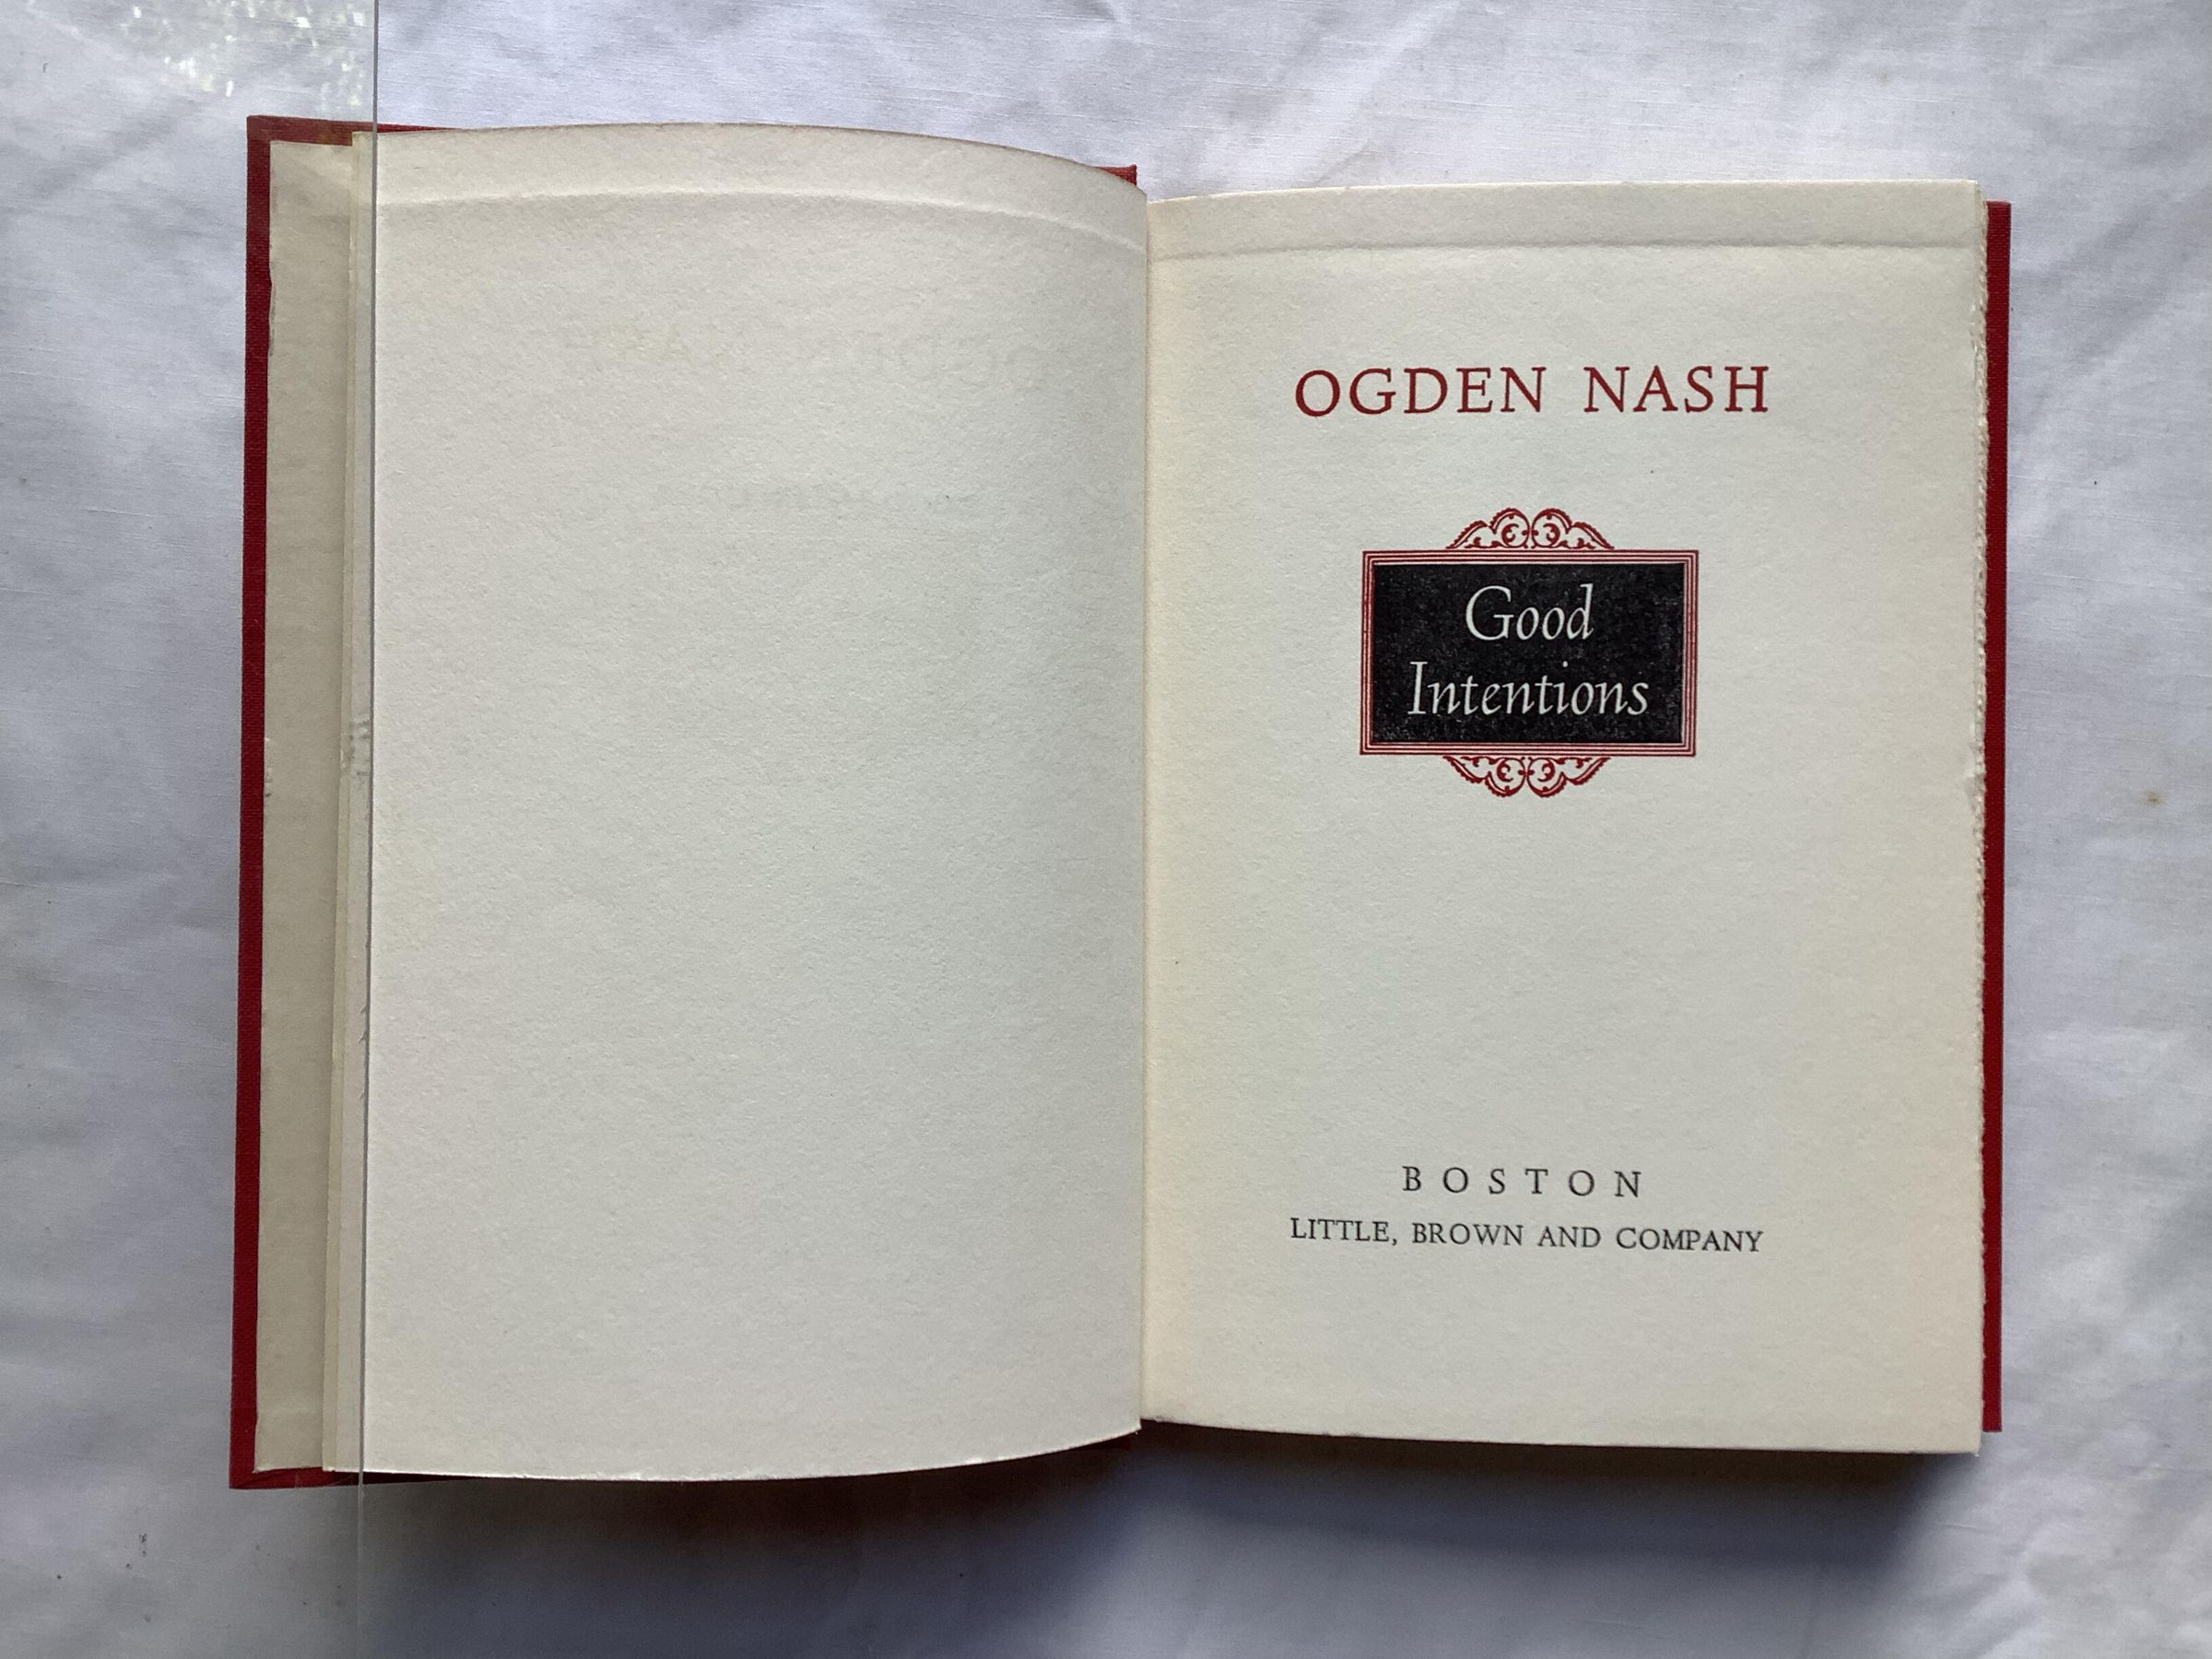 OGDEN NASH
Good
Intentions
BOSTON
LITTLE, BROWN AND COMPANY